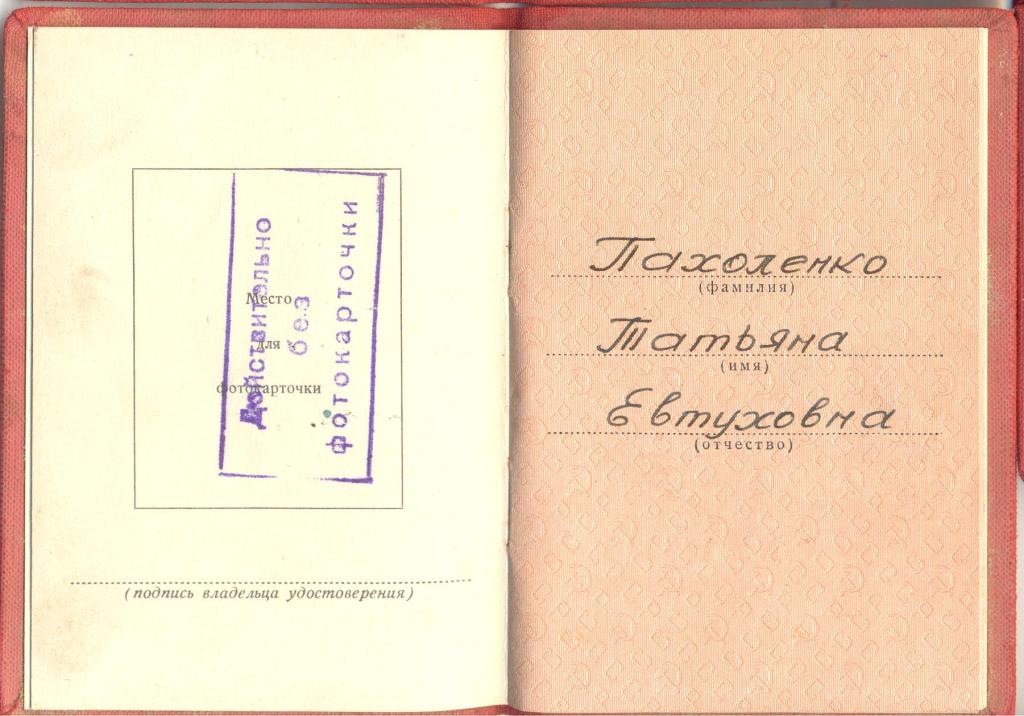 Место
для
фотокарточки
Действительно
без
фотокарточки
(подпись владельца удостоверения)
Пахоленко
(фамилия)
Татьяна
(имя)
Евтуховна
(отчество)